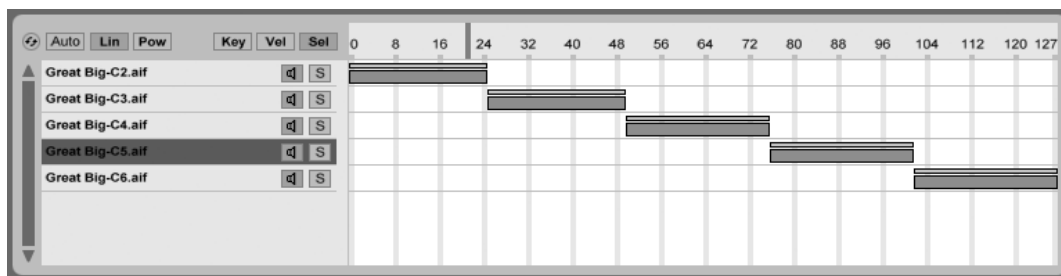 Auto Lin Pow Key Vel Sel 0 8 16 24 32 40 48 56 64 72 80 88 96 104 112 120 127
Great Big-C2.aif S
Great Big-C3.aif S
Great Big-C4.aif S
Great Big-C5.aif S
Great Big-C6.aif S